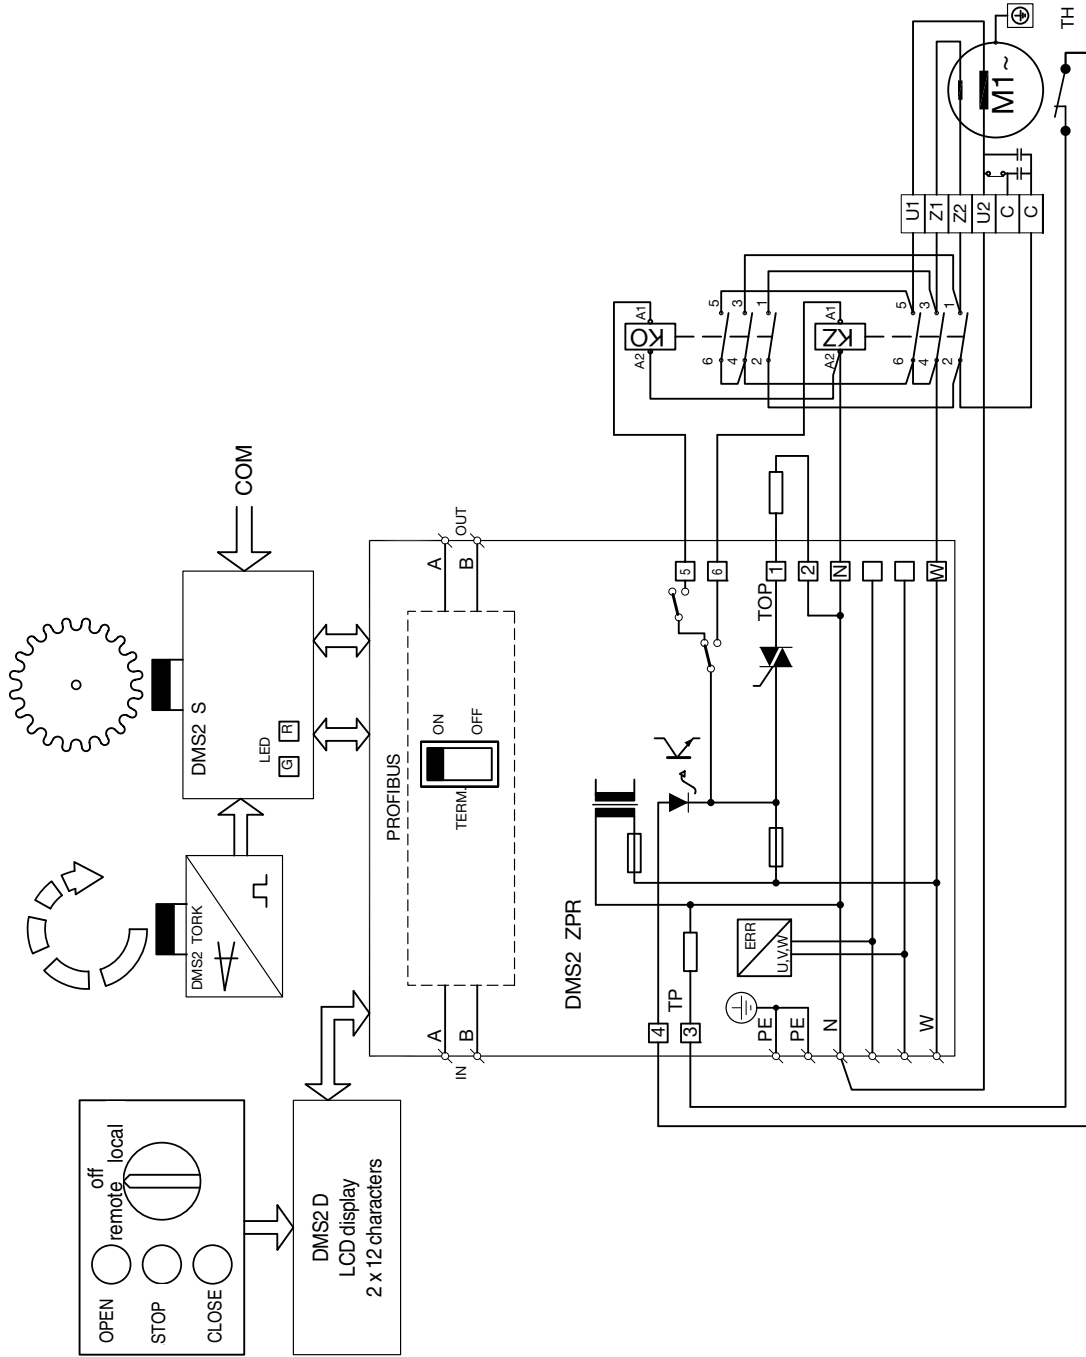 OPEN
STOP
CLOSE
remote
off
local
DMS2 D
LCD display
2 x 12 characters
DMS2 TORK
DMS2 S
LED
G
R
COM
IN
A
B
PROFIBUS
TERM.
ON
OFF
A
B
OUT
DMS2 ZPR
4
3
TP
PE
PE
N
W
ERR
U,V,W
TOP
5
6
1
2
N
W
A2
KO
A1
6
4
2
5
3
1
A2
KZ
A1
6
4
2
5
3
1
U1
Z1
Z2
U2
C
C
M1~
TH